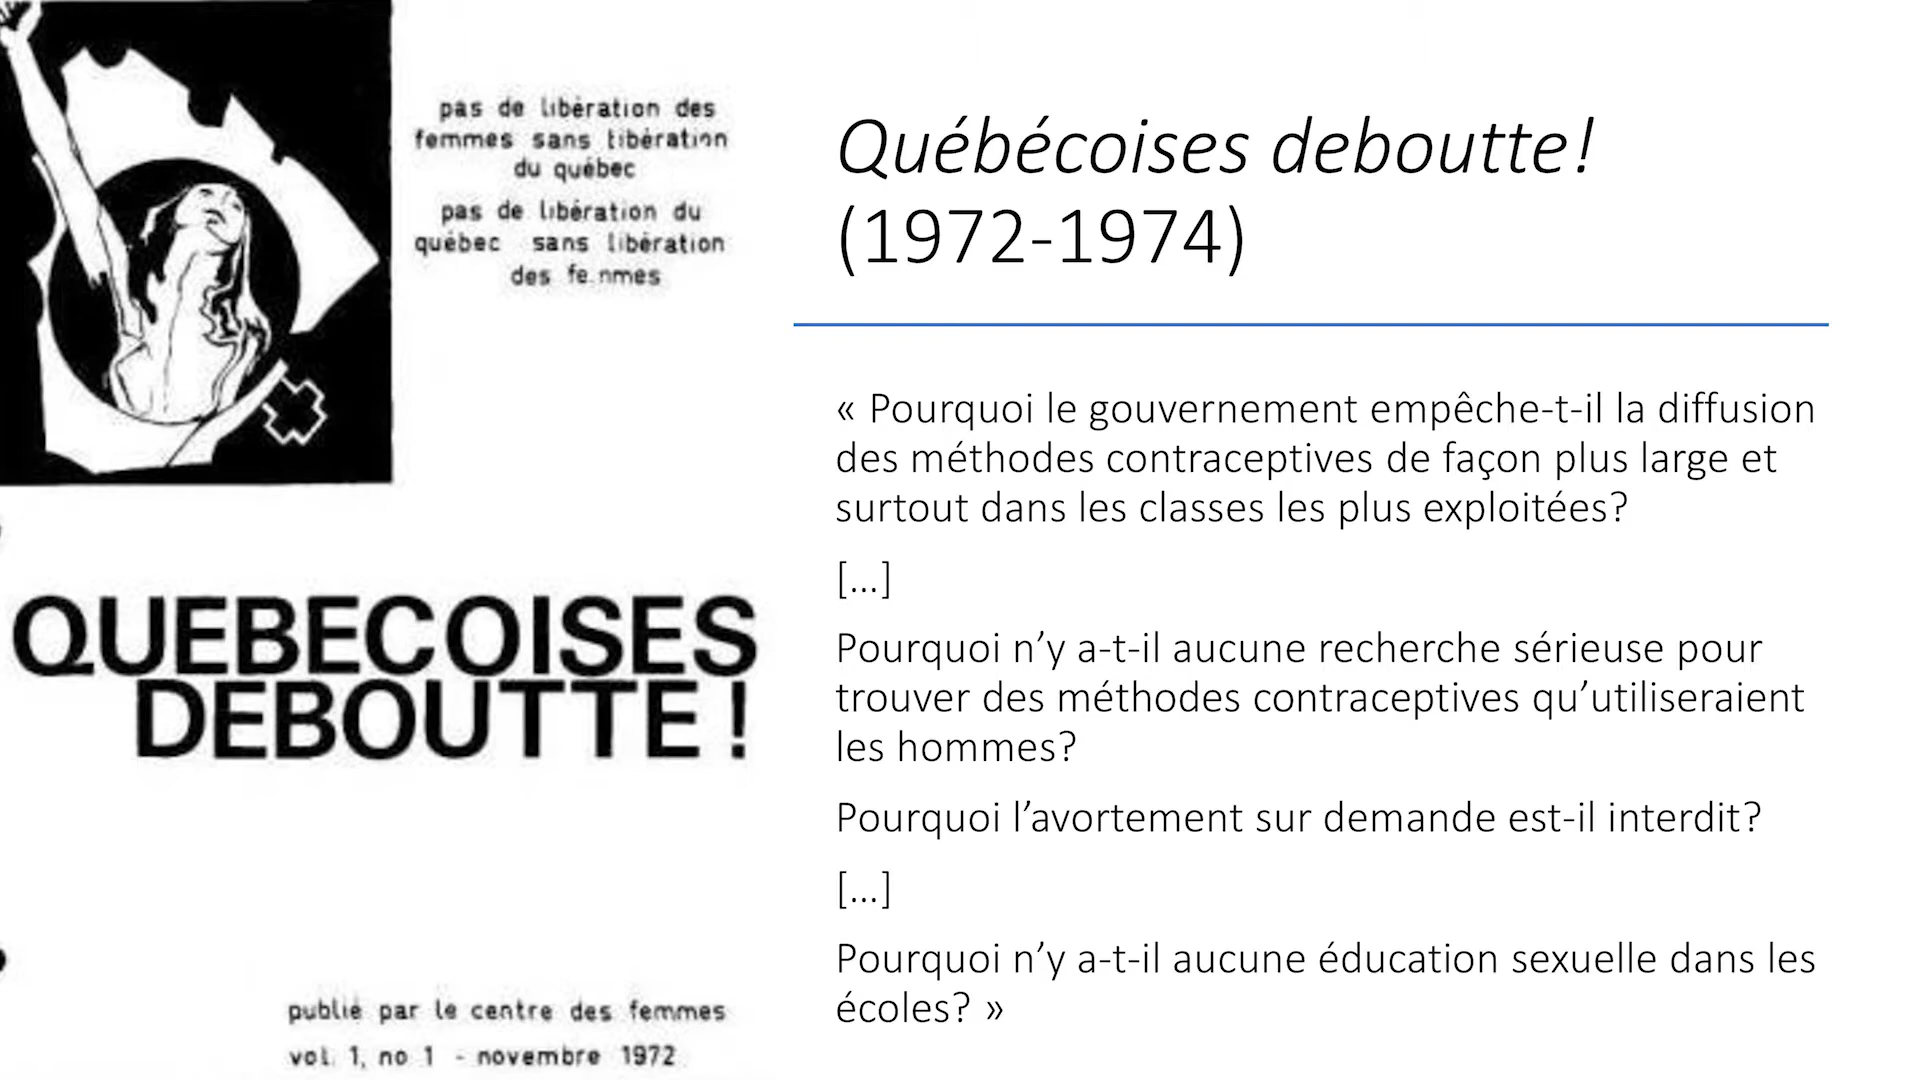 pas de libération des
femmes sans libération
du québec
pas de libération du
québec sans libération
des femmes
QUEBECOISES
DEBOUTTE !
publié par le centre des femmes
vol. 1, no 1 - novembre 1972
Québécoises deboutte!
(1972-1974)
« Pourquoi le gouvernement empêche-t-il la diffusion
des méthodes contraceptives de façon plus large et
surtout dans les classes les plus exploitées?
[...]
Pourquoi n’y a-t-il aucune recherche sérieuse pour
trouver des méthodes contraceptives qu’utiliseraient
les hommes?
Pourquoi l’avortement sur demande est-il interdit?
[...]
Pourquoi n’y a-t-il aucune éducation sexuelle dans les
écoles? »